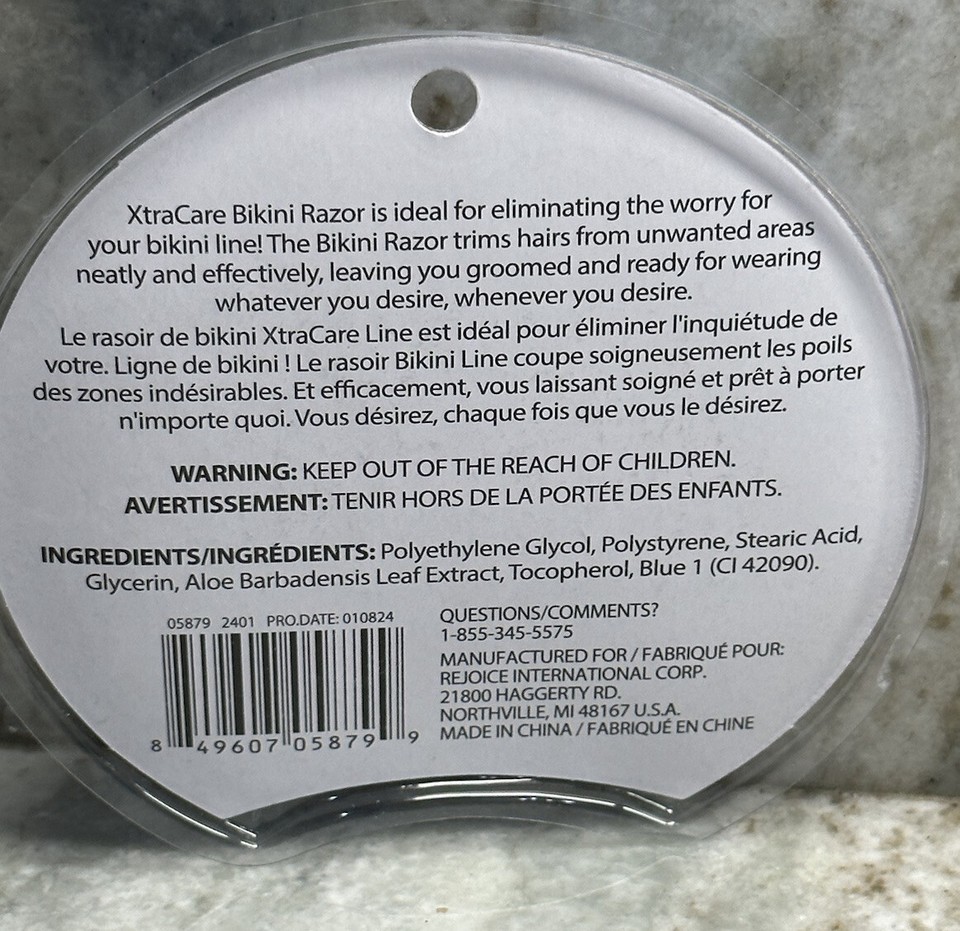 XtraCare Bikini Razor is ideal for eliminating the worry for
your bikini line! The Bikini Razor trims hairs from unwanted areas
neatly and effectively, leaving you groomed and ready for wearing
whatever you desire, whenever you desire.
Le rasoir de bikini XtraCare Line est idéal pour éliminer l'inquiétude de
votre. Ligne de bikini ! Le rasoir Bikini Line coupe soigneusement les poils
des zones indésirables. Et efficacement, vous laissant soigné et prêt à porter
n'importe quoi. Vous désirez, chaque fois que vous le désirez.
WARNING: KEEP OUT OF THE REACH OF CHILDREN.
AVERTISSEMENT: TENIR HORS DE LA PORTÉE DES ENFANTS.
INGREDIENTS/INGRÉDIENTS: Polyethylene Glycol, Polystyrene, Stearic Acid,
Glycerin, Aloe Barbadensis Leaf Extract, Tocopherol, Blue 1 (CI 42090).
05879 2401 PRO.DATE: 010824
8 49607 05879 9
QUESTIONS/COMMENTS?
1-855-345-5575
MANUFACTURED FOR / FABRIQUÉ POUR:
REJOICE INTERNATIONAL CORP.
21800 HAGGERTY RD.
NORTHVILLE, MI 48167 U.S.A.
MADE IN CHINA / FABRIQUÉ EN CHINE